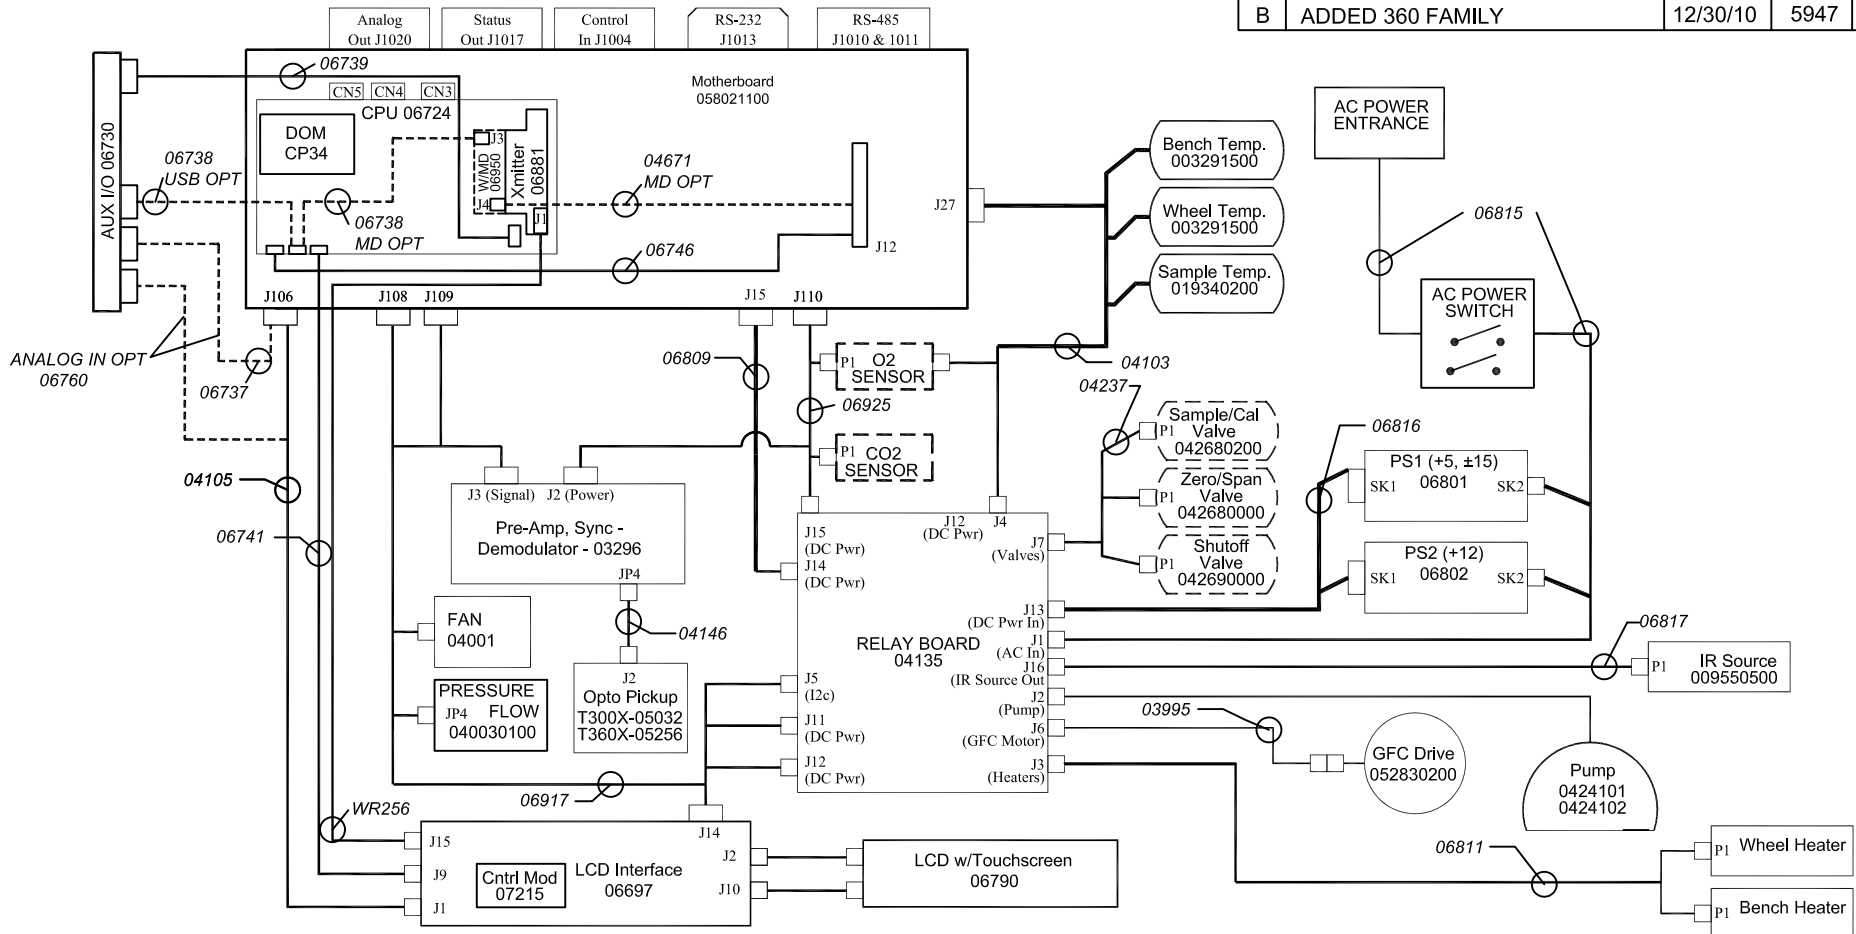 B ADDED 360 FAMILY 12/30/10 5947
Analog
Out J1020
Status
Out J1017
Control
In J1004
RS-232
J1013
RS-485
J1010 & 1011
AUX I/O 06730
06739
CN5 CN4 CN3
CPU 06724
DOM
CP34
Motherboard
058021100
J3
W/MD
06950
Xmitter
06881
J4
J1
06738
USB OPT
06738
MD OPT
04671
MD OPT
06746
J12
J27
Bench Temp.
003291500
Wheel Temp.
003291500
Sample Temp.
019340200
AC POWER
ENTRANCE
06815
AC POWER
SWITCH
J106 J108 J109 J15 J110
ANALOG IN OPT
06760
06737
06809
P1 O2
SENSOR
04103
06925
P1 CO2
SENSOR
04237
Sample/Cal
P1 Valve
042680200
Zero/Span
P1 Valve
042680000
Shutoff
P1 Valve
042690000
06816
PS1 (+5, ±15)
06801
SK1 SK2
PS2 (+12)
06802
SK1 SK2
04105
06741
J3 (Signal) J2 (Power)
Pre-Amp, Sync -
Demodulator - 03296
JP4
04146
FAN
04001
PRESSURE
JP4 FLOW
040030100
J2
Opto Pickup
T300X-05032
T360X-05256
J15
(DC Pwr)
J14
(DC Pwr)
J12
(DC Pwr)
J4
J7
(Valves)
J13
(DC Pwr In)
J1
(AC In)
J16
(IR Source Out
J2
(Pump)
J6
(GFC Motor)
J3
(Heaters)
RELAY BOARD
04135
J5
(I2c)
J11
(DC Pwr)
J12
(DC Pwr)
06817
P1 IR Source
009550500
03995
GFC Drive
052830200
Pump
0424101
0424102
06917
WR256
J15
J9
J1
J14
J2
J10
Cntrl Mod
07215
LCD Interface
06697
LCD w/Touchscreen
06790
06811
P1 Wheel Heater
P1 Bench Heater